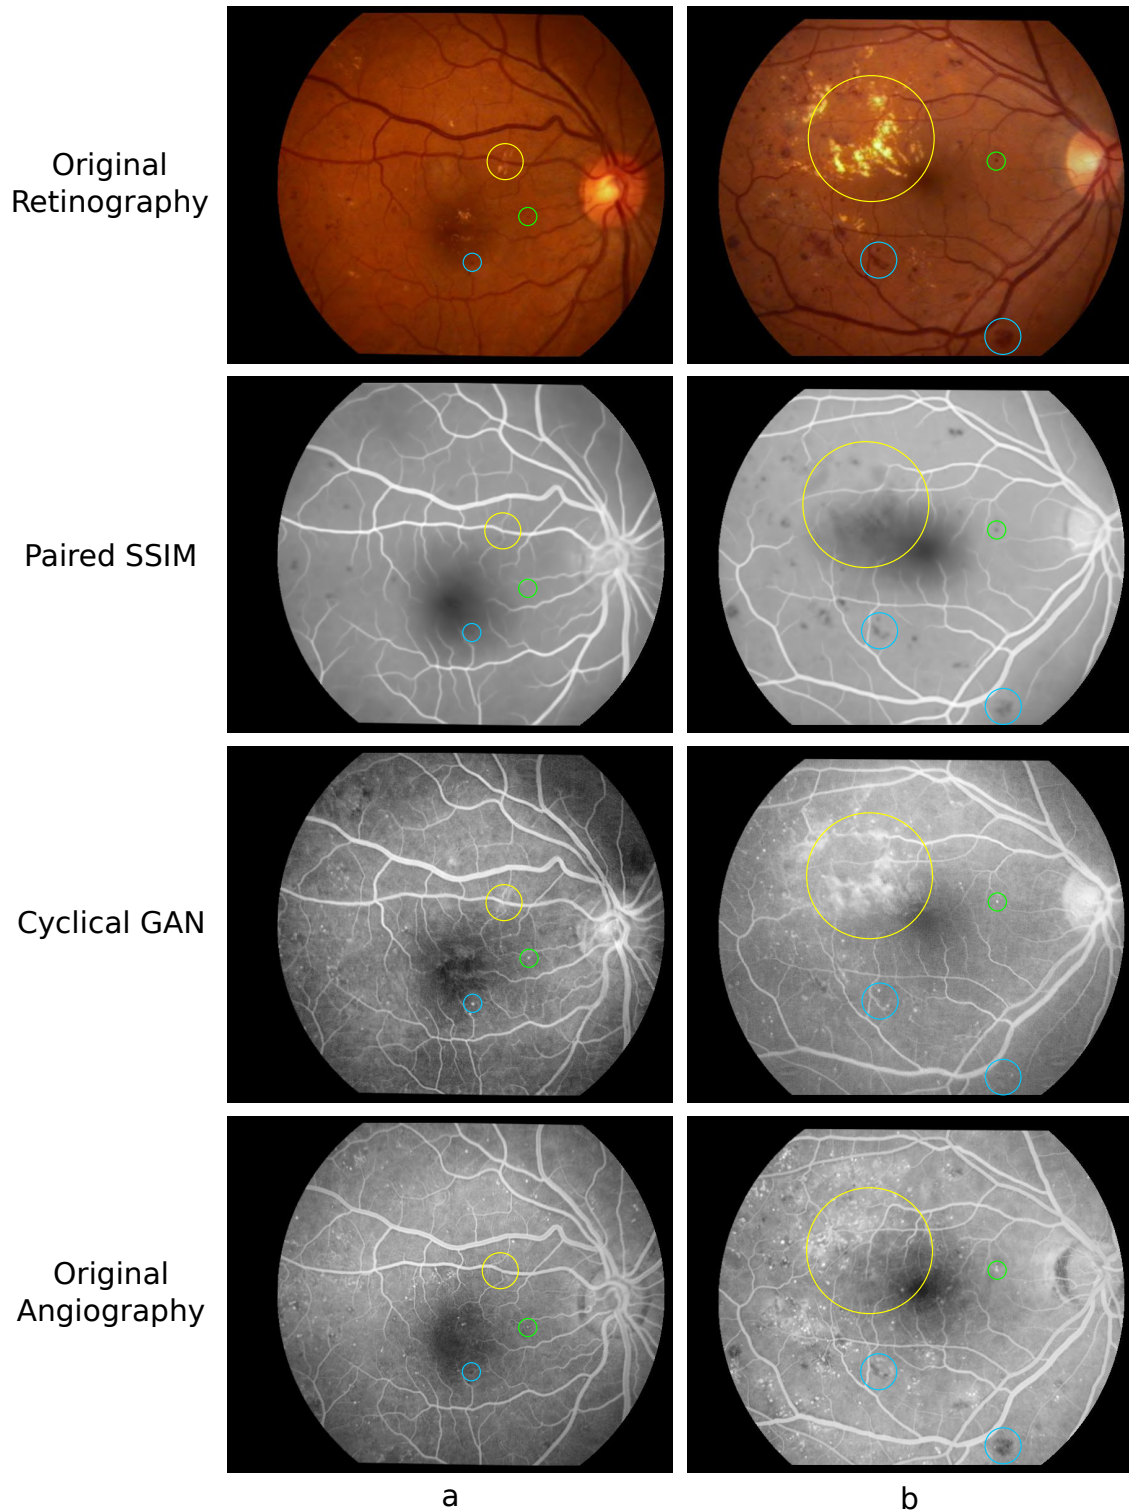 Original
Retinography
Paired SSIM
Cyclical GAN
Original
Angiography
a
b